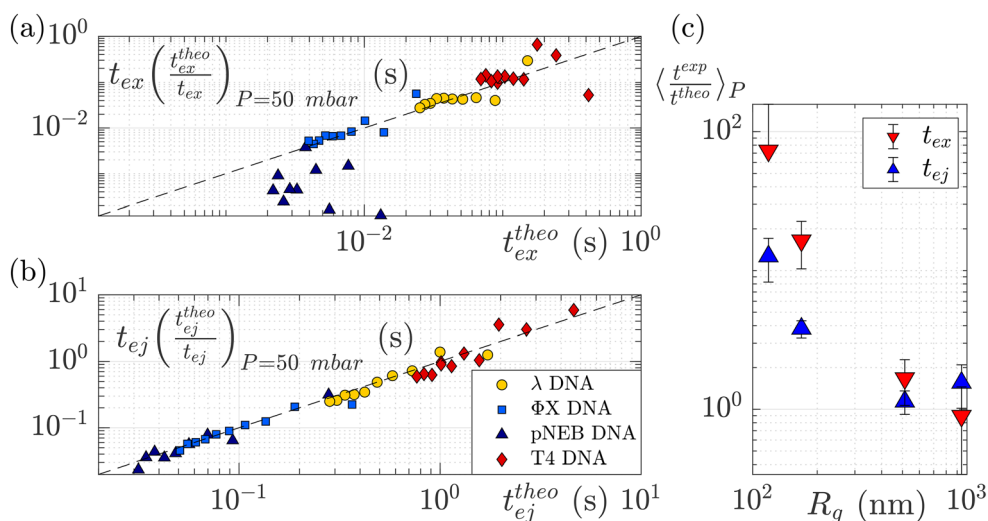 (a)
10^0
t_ex (t_ex^theo / t_ex)_P=50 mbar (s)
10^-2
10^-2 t_ex^theo (s) 10^0
(b)
10^1
t_ej (t_ej^theo / t_ej)_P=50 mbar (s)
10^0
10^-1
λ DNA
ΦX DNA
pNEB DNA
T4 DNA
10^-1 10^0 t_ej^theo (s) 10^1
(c)
⟨t^exp / t^theo⟩_P
10^2
t_ex
t_ej
10^0
10^2 R_g (nm) 10^3